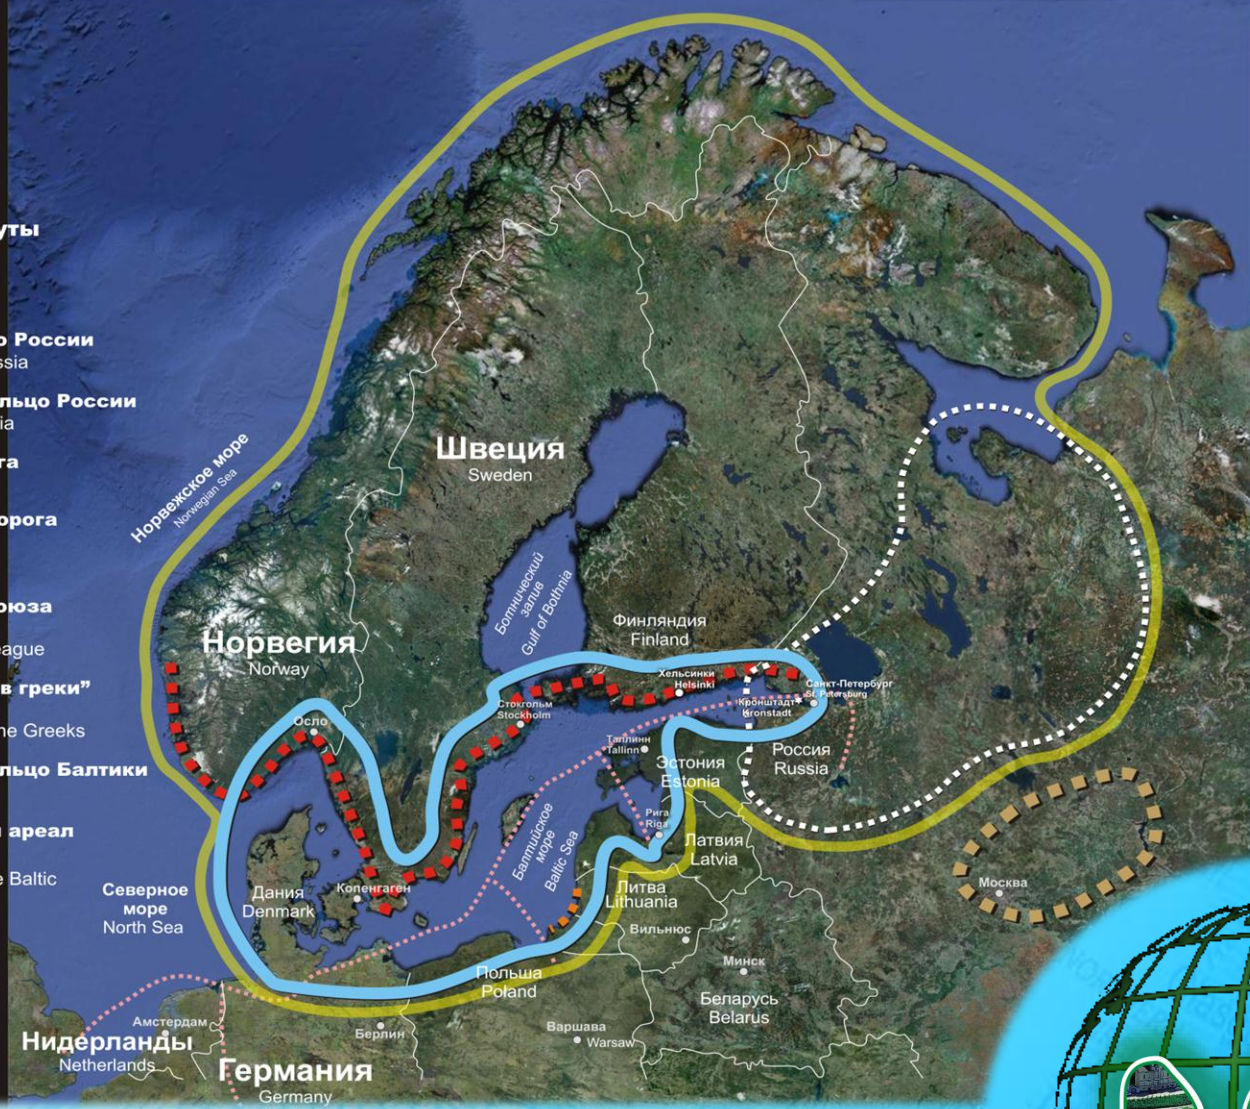 уты
о России
ssia
льцо России
ia
га
орога
оюза
eague
в греки”
he Greeks
льцо Балтики
ареал
e Baltic
Норвежское море
Norwegian Sea
Швеция
Sweden
Ботнический
залив
Gulf of Bothnia
Финляндия
Finland
Норвегия
Norway
Хельсинки
Helsinki
Санкт-Петербург
St. Petersburg
Стокгольм
Stockholm
Кронштадт
Kronstadt
Осло
Таллинн
Tallinn
Россия
Russia
Эстония
Estonia
Рига
Riga
Балтийское
море
Baltic Sea
Латвия
Latvia
Северное
море
North Sea
Дания
Denmark
Копенгаген
Литва
Lithuania
Москва
Вильнюс
Минск
Польша
Poland
Беларусь
Belarus
Амстердам
Нидерланды
Netherlands
Берлин
Варшава
Warsaw
Германия
Germany